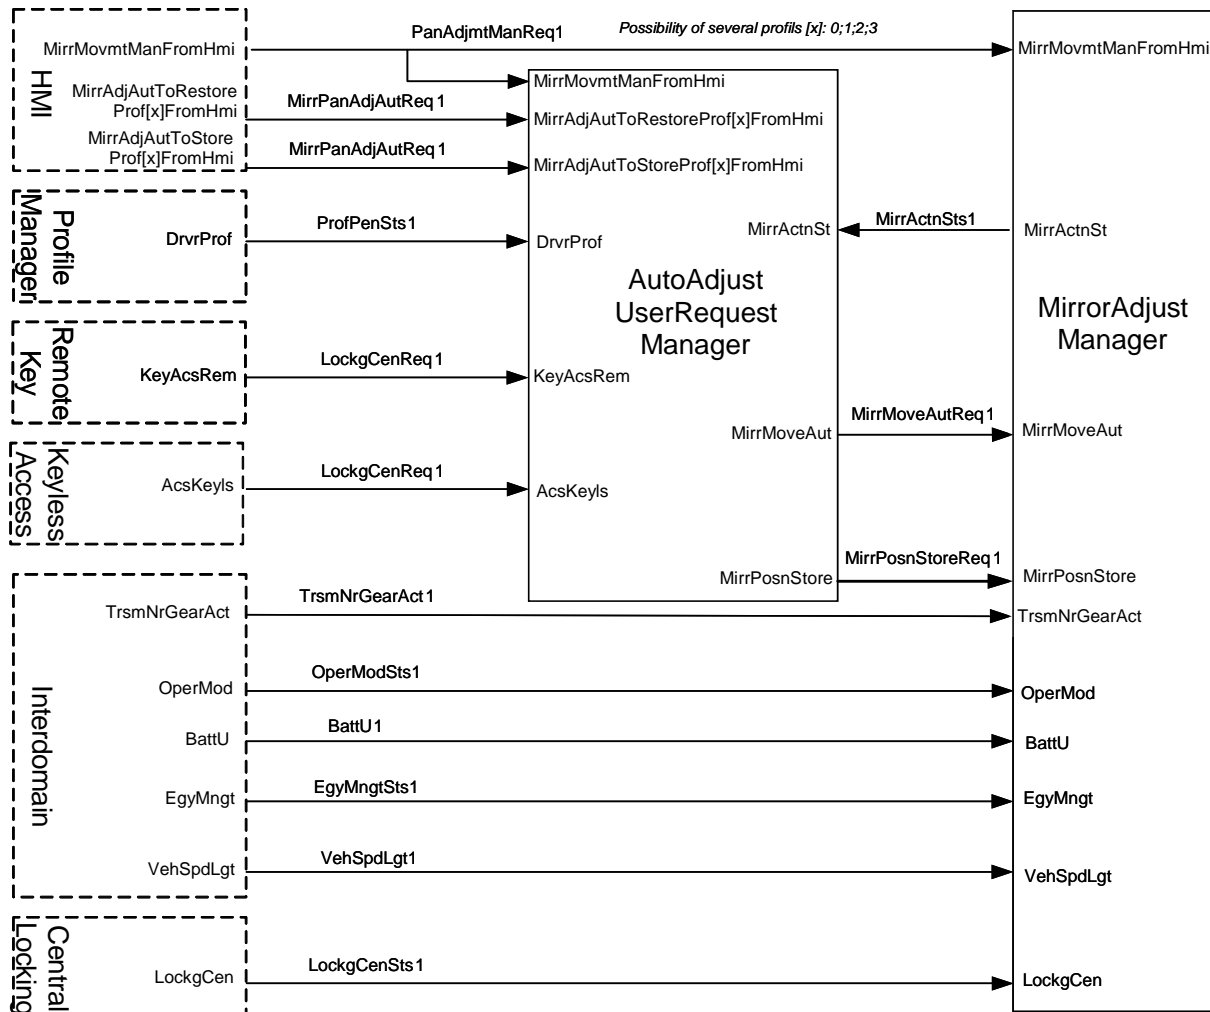 HMI
MirrMovmtManFromHmi
MirrAdjAutToRestore
Prof[x]FromHmi
MirrAdjAutToStore
Prof[x]FromHmi
PanAdjmtManReq1
Possibility of several profils [x]: 0;1;2;3
MirrPanAdjAutReq1
MirrPanAdjAutReq1
MirrMovmtManFromHmi
MirrAdjAutToRestoreProf[x]FromHmi
MirrAdjAutToStoreProf[x]FromHmi
MirrMovmtManFromHmi
Profile
Manager
DrvrProf
ProfPenSts1
DrvrProf
MirrActnSt
MirrActnSts1
MirrActnSt
AutoAdjust
UserRequest
Manager
MirrorAdjust
Manager
Remote
Key
KeyAcsRem
LockgCenReq1
KeyAcsRem
MirrMoveAut
MirrMoveAutReq1
MirrMoveAut
Keyless
Access
AcsKeyls
LockgCenReq1
AcsKeyls
MirrPosnStore
MirrPosnStoreReq1
MirrPosnStore
Interdomain
TrsmNrGearAct
TrsmNrGearAct1
TrsmNrGearAct
OperMod
OperModSts1
OperMod
BattU
BattU1
BattU
EgyMngt
EgyMngtSts1
EgyMngt
VehSpdLgt
VehSpdLgt1
VehSpdLgt
Central
Locking
LockgCen
LockgCenSts1
LockgCen